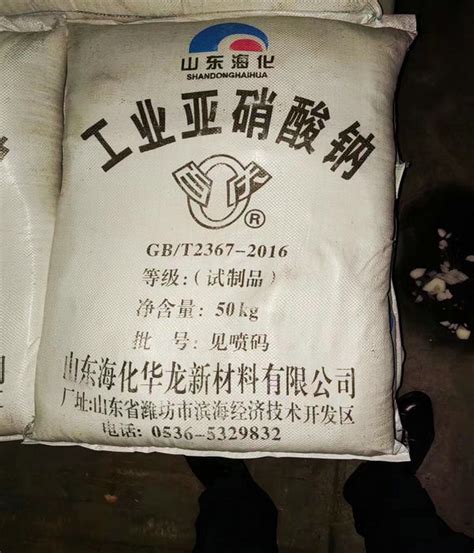 山东海化
SHANDONGHAIHUA
工业亚硝酸钠
®
GB/T2367-2016
等级:(试制品)
净含量: 50kg
批 号: 见喷码
山东海化华龙新材料有限公司
厂址:山东省潍坊市滨海经济技术开发区
电话: 0536-5329832